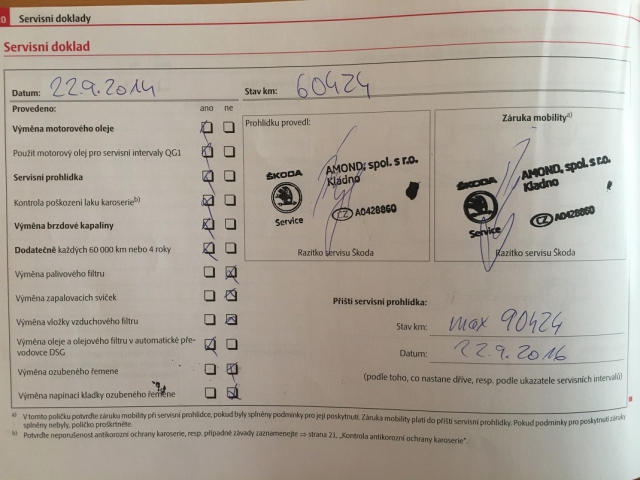 0 Servisní doklady
Servisní doklad
Datum: 22.9.2014 Stav km: 60424
Provedeno: ano ne
Výměna motorového oleje
Použit motorový olej pro servisní intervaly QG1
Servisní prohlídka
Kontrola poškození laku karoserie b)
Výměna brzdové kapaliny
Dodatečně každých 60 000 km nebo 4 roky
Výměna palivového filtru
Výměna zapalovacích svíček
Výměna vložky vzduchového filtru
Výměna oleje a olejového filtru v automatické pře-
vodovce DSG
Výměna ozubeného řemene
Výměna napínací kladky ozubeného řemene
Prohlídku provedl:
ŠKODA
Service
AMOND, spol. s r.o.
Kladno
CZ A0428860
Razítko servisu Škoda
Záruka mobility a)
ŠKODA
Service
AMOND, spol. s r.o.
Kladno
CZ A0428860
Razítko servisu Škoda
Příští servisní prohlídka:
Stav km: max 90424
Datum: 22.9.2016
(podle toho, co nastane dříve, resp. podle ukazatele servisních intervalů)
a) V tomto políčku potvrďte záruku mobility při servisní prohlídce, pokud byly splněny podmínky pro její poskytnutí. Záruka mobility platí do příští servisní prohlídky. Pokud podmínky pro poskytnutí záruky
splněny nebyly, políčko proškrtněte.
b) Potvrďte neporušenost antikorozní ochrany karoserie, resp. případné závady zaznamenejte ⇒ strana 21, „Kontrola antikorozní ochrany karoserie".